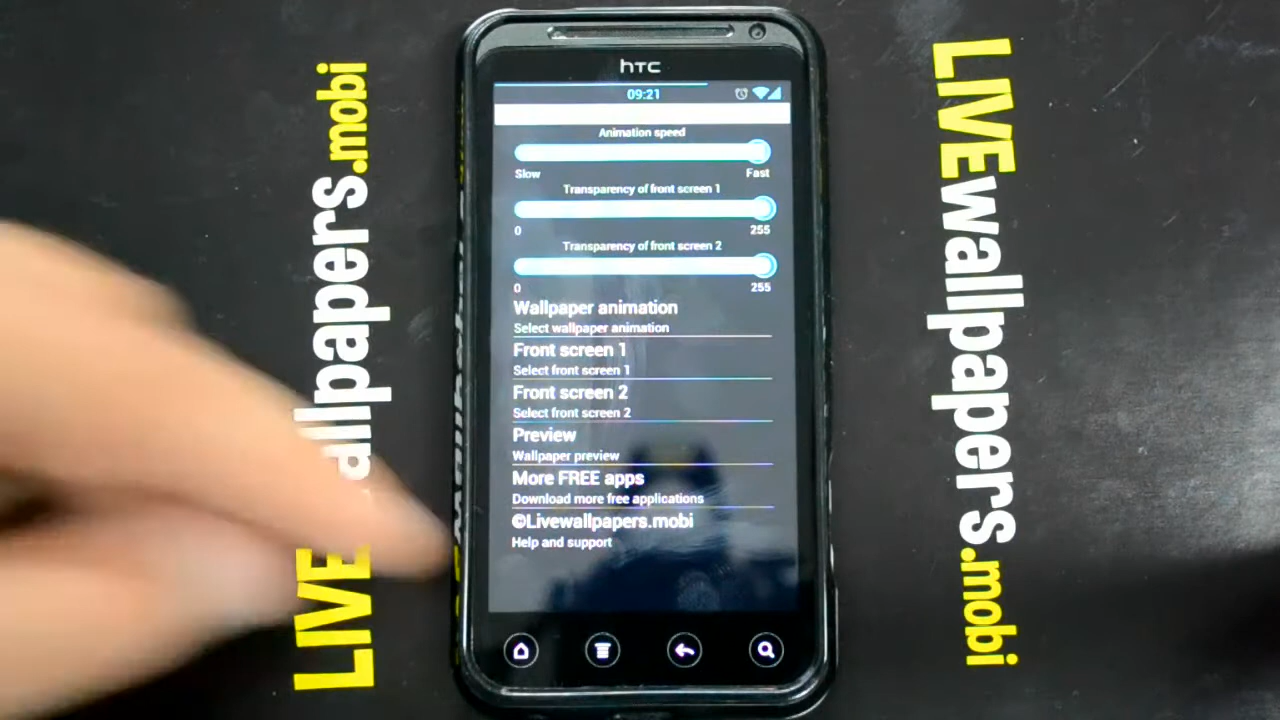 hTC
09:21
Animation speed
Slow Fast
Transparency of front screen 1
0 255
Transparency of front screen 2
0 255
Wallpaper animation
Select wallpaper animation
Front screen 1
Select front screen 1
Front screen 2
Select front screen 2
Preview
Wallpaper preview
More FREE apps
Download more free applications
©Livewallpapers.mobi
Help and support
LIVEwallpapers.mobi
LIVEwallpapers.mobi